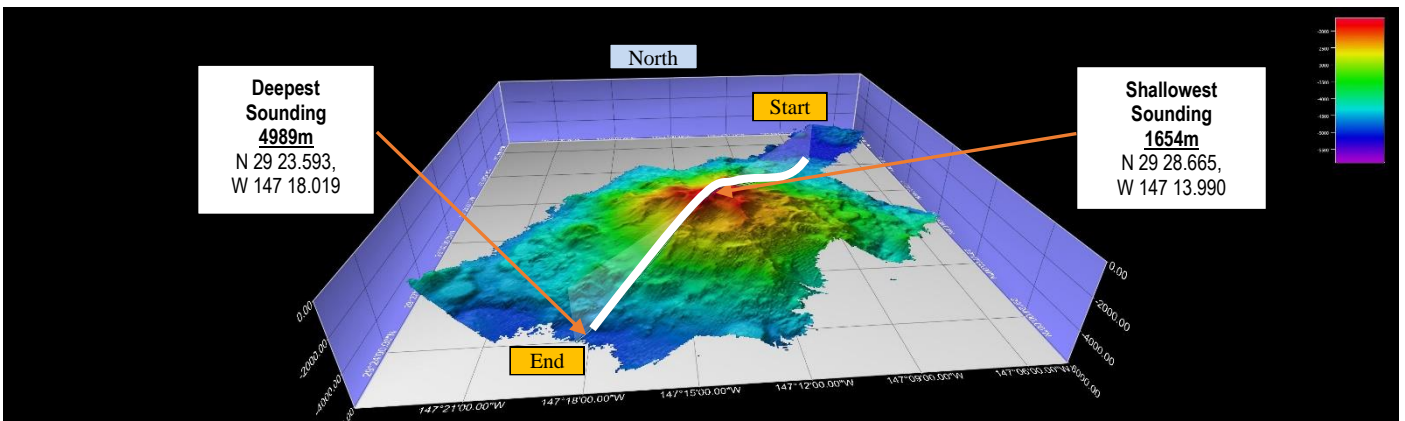 North
Deepest
Sounding
4989m
N 29 23.593,
W 147 18.019
Start
Shallowest
Sounding
1654m
N 29 28.665,
W 147 13.990
End
0.00
-2000.00
-4000.00
0.00
-2000.00
-4000.00
-6000.00
147°21'00.00"W
147°18'00.00"W
147°15'00.00"W
147°12'00.00"W
147°09'00.00"W
147°06'00.00"W